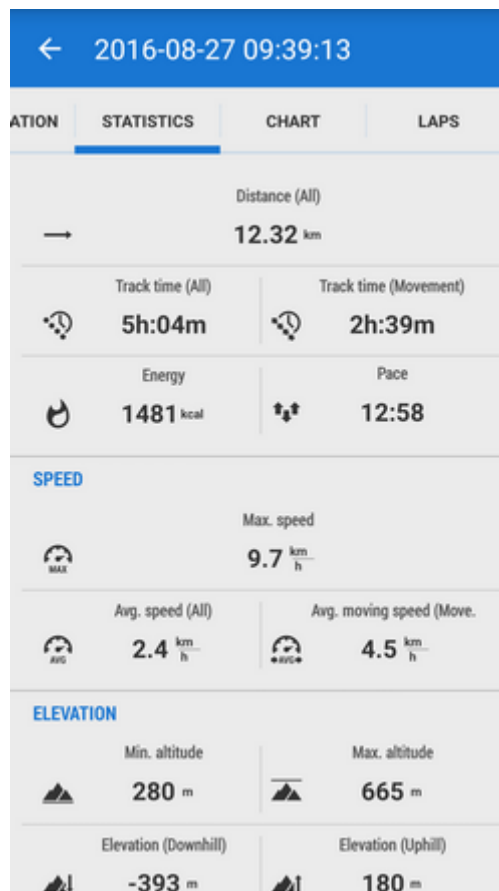 2016-08-27 09:39:13
ATION STATISTICS CHART LAPS
Distance (All)
12.32 km
Track time (All) Track time (Movement)
5h:04m 2h:39m
Energy Pace
1481 kcal 12:58
SPEED
Max. speed
MAX 9.7 km/h
Avg. speed (All) Avg. moving speed (Move.
AVG 2.4 km/h AVG 4.5 km/h
ELEVATION
Min. altitude Max. altitude
280 m 665 m
Elevation (Downhill) Elevation (Uphill)
-393 m 180 m